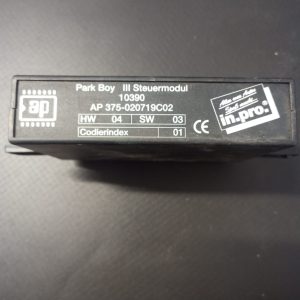 ap
Park Boy III Steuermodul
10390
AP 375-020719C02
HW 04 SW 03
Codierindex 01
CE
in.pro.